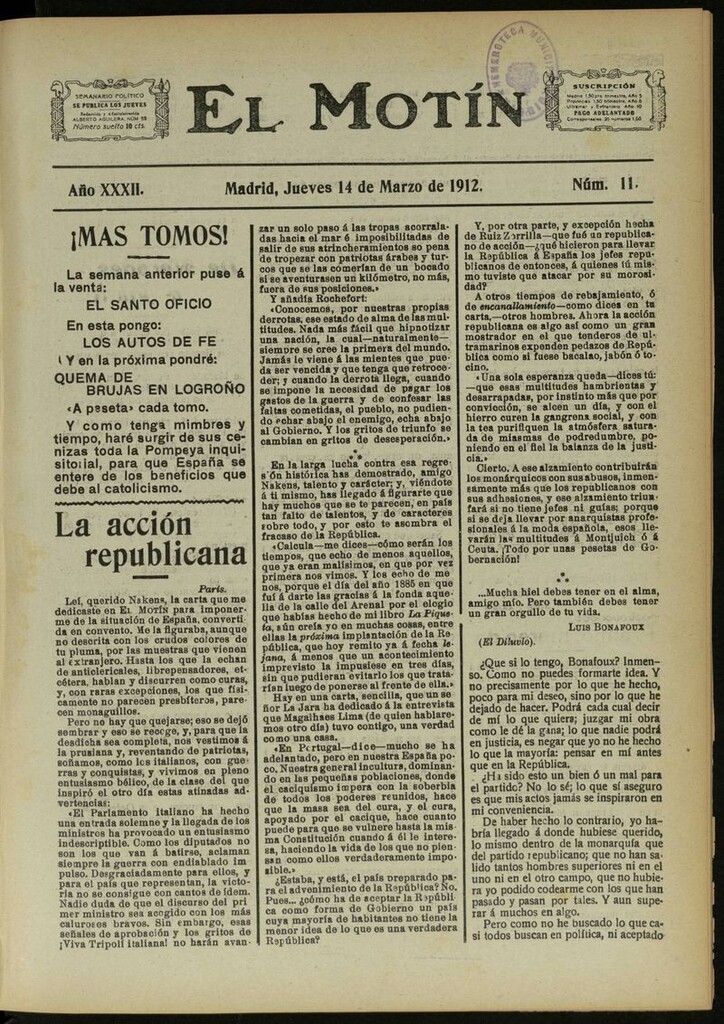 HEMEROTECA MUNICIPAL
SEMANARIO POLÍTICO
SE PUBLICA LOS JUEVES
Redacción y Administración
ALBERTO AGUILERA, NÚM 52
Número suelto 10 cts.
EL MOTÍN
SUSCRIPCIÓN
PAGO ADELANTADO
Año XXXII.
Madrid, Jueves 14 de Marzo de 1912.
Núm. 11.
¡MAS TOMOS!
La semana anterior puse á
la venta:
EL SANTO OFICIO
En esta pongo:
LOS AUTOS DE FE
Y en la próxima pondré:
QUEMA DE
BRUJAS EN LOGROÑO
«A peseta» cada tomo.
Y como tenga mimbres y
tiempo, haré surgir de sus ce-
nizas toda la Pompeya inqui-
sitorial, para que España se
entere de los beneficios que
debe al catolicismo.
La acción
republicana
París.
Leí, querido Nakens, la carta que me
dedicaste en EL MOTÍN para imponer-
me de la situación de España, conver-
tida en convento. Me la figuraba, aunque
no descrita con los crudos colores de
tu pluma, por las muestras que vienen
al extranjero. Hasta los que la echan
de anticlericales, librepensadores, et-
cétera, hablan y discurren como curas,
y, con raras excepciones, los que físi-
camente no parecen presbíteros, pare-
cen monaguillos.
Pero no hay que quejarse; eso se dejó
sembrar y eso se recoge, y, para que la
desdicha sea completa, nos vestimos á
la prusiana y, reventando de patriotas,
soñamos, como los italianos, con gue-
rras y conquistas, y vivimos en pleno
entusiasmo bélico, de la clase del que
inspiró el otro día estas atinadas ad-
vertencias:
«El Parlamento italiano ha hecho
una entrada solemne y la llegada de los
ministros ha provocado un entusiasmo
indescriptible. Como los diputados no
son los que van á batirse, aclaman
siempre la guerra con endiablado im
pulso. Desgraciadamente para ellos, y
para el país que representan, la victo-
ria no se consigue con cantos de ídem.
Nadie duda de que el discurso del pri
mer ministro sea acogido con los más
calurosos bravos. Sin embargo, esas
señales de aprobación y los gritos de
¡Viva Trípoli italiana! no harán avan-
zar un solo paso á las tropas acorrala-
das hacia el mar é imposibilitadas de
salir de sus atrincheramientos so pena
de tropezar con patriotas árabes y tur-
cos que se las comerían de un bocado
si se aventurasen un kilómetro, no más,
fuera de sus posiciones.»
Y añadía Rochefort:
«Conocemos, por nuestras propias
derrotas, ese estado de alma de las mul-
titudes. Nada más fácil que hipnotizar
una nación, la cual—naturalmente—
siempre se cree la primera del mundo.
Jamás le viene á las mientes que pue-
da ser vencida y que tenga que retroce-
der; y cuando la derrota llega, cuando
se impone la necesidad de pagar los
gastos de la guerra y de confesar las
faltas cometidas, el pueblo, no pudien-
do echar abajo el enemigo, echa abajo
al Gobierno. Y los gritos de triunfo se
cambian en gritos de desesperación.»
En la larga lucha contra esa regre-
sión histórica has demostrado, amigo
Nakens, talento y carácter; y, viéndote
á ti mismo, has llegado á figurarte que
hay muchos que se te parecen, en país
tan falto de talentos, y de caracteres
sobre todo, y por esto te asombra el
fracaso de la República.
«Calcula—me dices—cómo serán los
tiempos, que echo de menos aquellos,
que ya eran malísimos, en que por vez
primera nos vimos. Y los echo de me-
nos, porque el día del año 1885 en que
fuí á darte las gracias á la fonda aque-
lla de la calle del Arenal por el elogio
que habías hecho de mi libro La Pique-
ta, aún creía yo en muchas cosas, entre
ellas la próxima implantación de la Re-
pública, que hoy remito ya á fecha le-
jana, á menos que un acontecimiento
imprevisto la impusiese en tres días,
sin que pudieran evitarlo los que trata-
rían luego de ponerse al frente de ella.»
Hay en una carta, sencilla, que un se-
ñor La Jara ha dedicado á la entrevista
que Magalhaes Lima (de quien hablare-
mos otro día) tuvo contigo, una verdad
como una casa.
«En Portugal—dice—mucho se ha
adelantado, pero en nuestra España po-
co. Nuestra general incultura, dominan-
do en las pequeñas poblaciones, donde
el caciquismo impera con la soberbia
de todos los poderes reunidos, hace
que la masa sea del cura, y el cura,
apoyado por el cacique, hace cuanto
puede para que se vulnere hasta la mis-
ma Constitución cuando á él le intere-
sa, haciendo la vida de los que no pien-
san como ellos verdaderamente impo-
sible.»
¿Estaba, y está, el país preparado pa-
ra el advenimiento de la República? No.
Pues... ¿cómo ha de aceptar la Repúbli-
ca como forma de Gobierno un país
cuya mayoría de habitantes no tiene la
menor idea de lo que es una verdadera
República?
Y, por otra parte, y excepción hecha
de Ruiz Zorrilla—que fué un republica-
no de acción—¿qué hicieron para llevar
la República á España los jefes repu-
blicanos de entonces, á quienes tú mis-
mo tuviste que atacar por su morosi-
dad?
A otros tiempos de rebajamiento, ó
de encanallamiento—como dices en tu
carta,—otros hombres. Ahora la acción
republicana es algo así como un gran
mostrador en el que tenderos de ul-
tramarinos expenden pedazos de Repú-
blica como si fuese bacalao, jabón ó to-
cino.
«Una sola esperanza queda—dices tú:
—que esas multitudes hambrientas y
desarrapadas, por instinto más que por
convicción, se alcen un día, y con el
hierro curen la gangrena social, y con
la tea purifiquen la atmósfera satura-
da de miasmas de podredumbre, po-
niendo en el fiel la balanza de la justi-
cia.»
Cierto. A ese alzamiento contribuirán
los monárquicos con sus abusos, inmen-
samente más que los republicanos con
sus adhesiones, y ese alzamiento triun-
fará si no tiene jefes ni guías; porque
si se deja llevar por anarquistas profe-
sionales á la moda española, esos lle-
varán las multitudes á Montjuich ó á
Ceuta. ¡Todo por unas pesetas de Go-
bernación!
...Mucha hiel debes tener en el alma,
amigo mío. Pero también debes tener
un gran orgullo de tu vida.
LUIS BONAFOUX
(El Diluvio).
¿Que si lo tengo, Bonafoux? Inmen-
so. Como no puedes formarte idea. Y
no precisamente por lo que he hecho,
poco para mi deseo, sino por lo que he
dejado de hacer. Podrá cada cual decir
de mí lo que quiera; juzgar mi obra
como le dé la gana; lo que nadie podrá
en justicia, es negar que yo no he hecho
lo que la mayoría: pensar en mí antes
que en la República.
¿Ha sido esto un bien ó un mal para
el partido? No lo sé; lo que sí aseguro
es que mis actos jamás se inspiraron en
mi conveniencia.
De haber hecho lo contrario, yo ha-
bría llegado á donde hubiese querido,
lo mismo dentro de la monarquía que
del partido republicano; que no han sa-
lido tantos hombres superiores ni en el
uno ni en el otro campo, que no hubie-
ra yo podido codearme con los que han
pasado y pasan por tales. Y aun supe-
rar á muchos en algo.
Pero como no he buscado lo que ca-
si todos buscan en política, ni aceptado